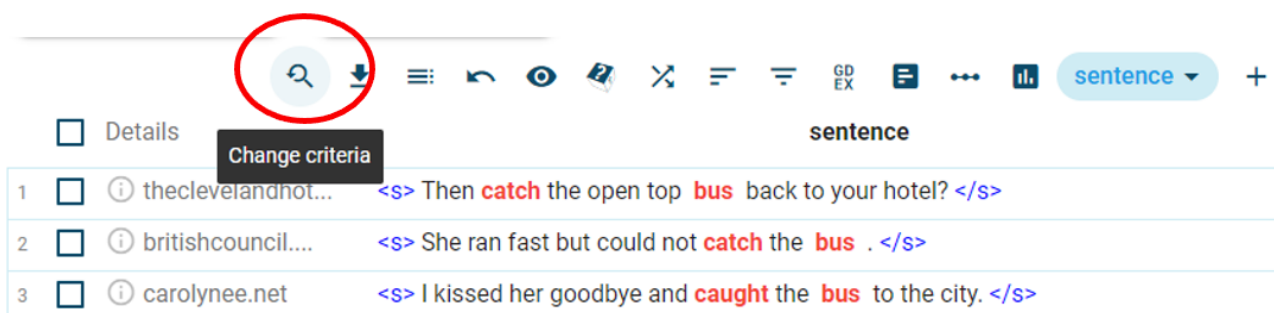 GD EX sentence +
Details sentence
Change criteria
1 theclevelandhot... <s> Then catch the open top bus back to your hotel? </s>
2 britishcouncil.... <s> She ran fast but could not catch the bus . </s>
3 carolynee.net <s> I kissed her goodbye and caught the bus to the city. </s>